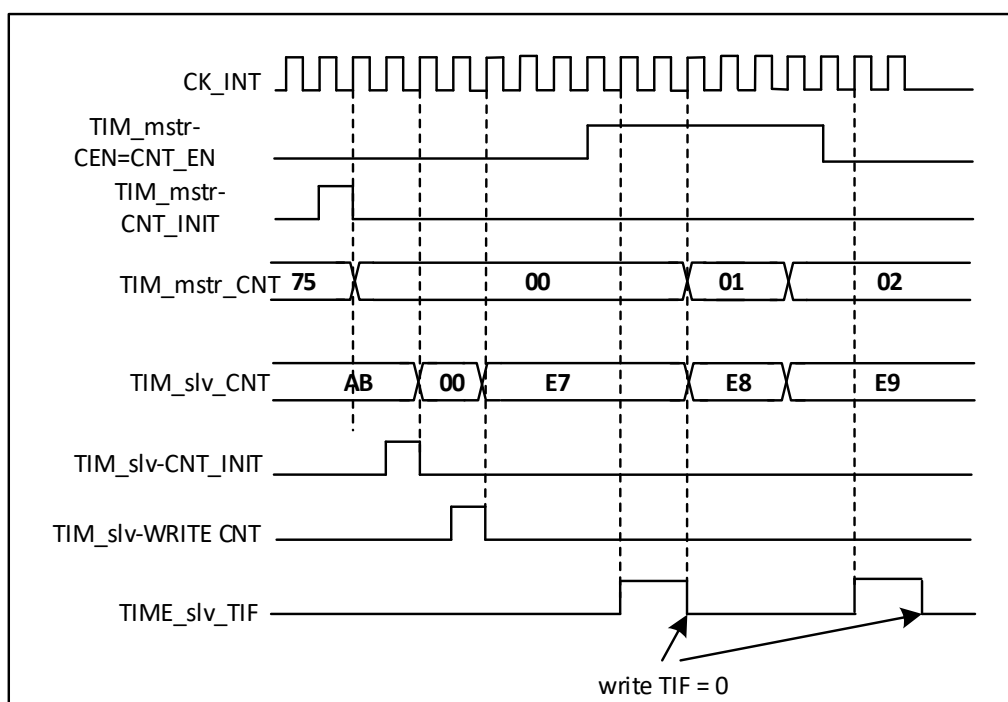 CK_INT
TIM_mstr-
CEN=CNT_EN
TIM_mstr-
CNT_INIT
TIM_mstr_CNT 75 00 01 02
TIM_slv_CNT AB 00 E7 E8 E9
TIM_slv-CNT_INIT
TIM_slv-WRITE CNT
TIME_slv_TIF
write TIF = 0